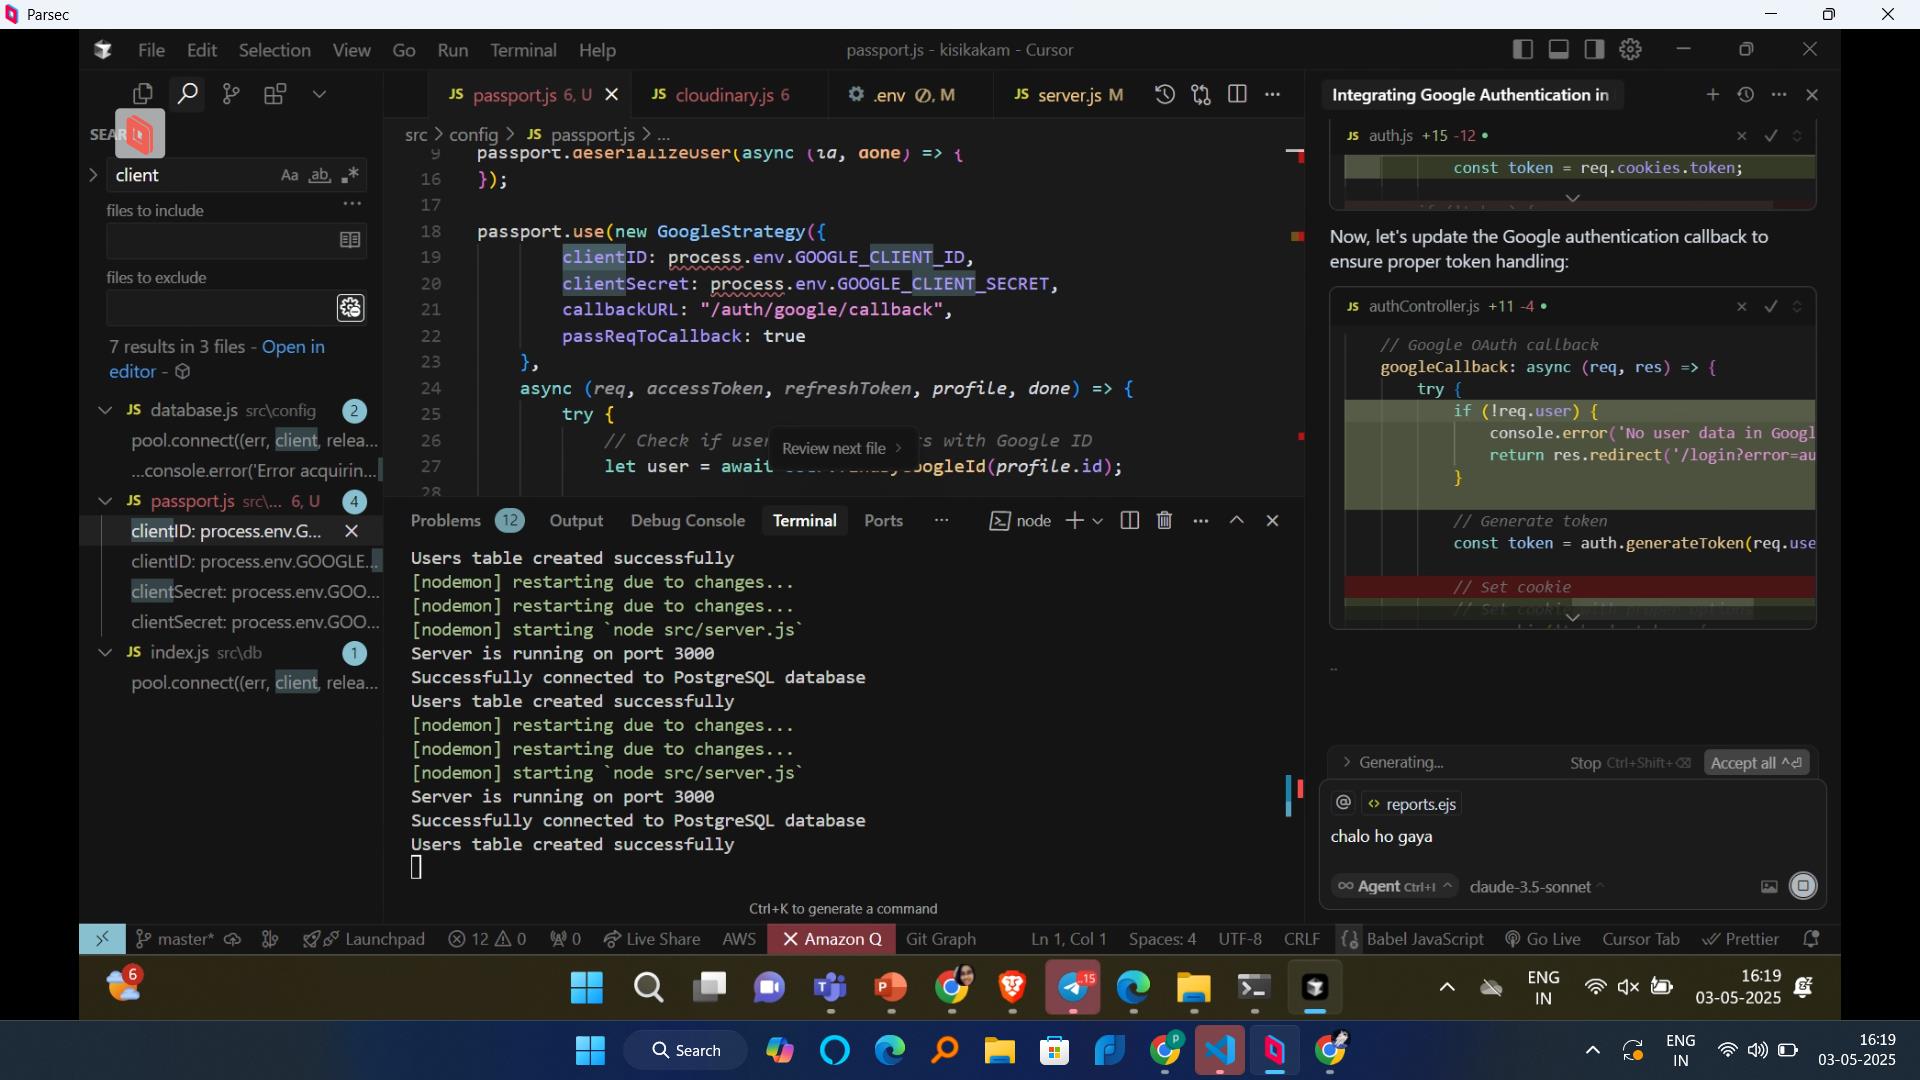 Parsec
File Edit Selection View Go Run Terminal Help
passport.js - kisikakam - Cursor
JS passport.js 6, U
JS cloudinary.js 6
.env M
JS server.js M
Integrating Google Authentication in
src > config > JS passport.js > ...
SEAR
client
Aa ab
files to include
files to exclude
7 results in 3 files - Open in
editor -
JS database.js src\config 2
pool.connect((err, client, relea...
...console.error('Error acquirin...
JS passport.js src\... 6, U 4
clientID: process.env.G...
clientID: process.env.GOOGLE...
clientSecret: process.env.GOO...
clientSecret: process.env.GOO...
JS index.js src\db 1
pool.connect((err, client, relea...
9 passport.deserializeUser(async (id, done) => {
16 });
17
18 passport.use(new GoogleStrategy({
19 clientID: process.env.GOOGLE_CLIENT_ID,
20 clientSecret: process.env.GOOGLE_CLIENT_SECRET,
21 callbackURL: "/auth/google/callback",
22 passReqToCallback: true
23 },
24 async (req, accessToken, refreshToken, profile, done) => {
25 try {
26 // Check if user with Google ID
Review next file >
27 let user = await (profile.id);
28
Problems 12 Output Debug Console Terminal Ports ... node
Users table created successfully
[nodemon] restarting due to changes...
[nodemon] restarting due to changes...
[nodemon] starting `node src/server.js`
Server is running on port 3000
Successfully connected to PostgreSQL database
Users table created successfully
[nodemon] restarting due to changes...
[nodemon] restarting due to changes...
[nodemon] starting `node src/server.js`
Server is running on port 3000
Successfully connected to PostgreSQL database
Users table created successfully
Ctrl+K to generate a command
JS auth.js +15 -12 •
const token = req.cookies.token;
Now, let's update the Google authentication callback to
ensure proper token handling:
JS authController.js +11 -4 •
// Google OAuth callback
googleCallback: async (req, res) => {
try {
if (!req.user) {
console.error('No user data in Googl
return res.redirect('/login?error=au
}
// Generate token
const token = auth.generateToken(req.use
// Set cookie
// Set cookie with proper options
> Generating...
Stop Ctrl+Shift+⌫ Accept all ^⏎
@ <> reports.ejs
chalo ho gaya
∞ Agent Ctrl+I ^ claude-3.5-sonnet
master* Launchpad 12 0 0 Live Share AWS Amazon Q Git Graph Ln 1, Col 1 Spaces: 4 UTF-8 CRLF Babel JavaScript Go Live Cursor Tab Prettier
6
15
ENG
IN
16:19
03-05-2025
Search
ENG
IN
16:19
03-05-2025